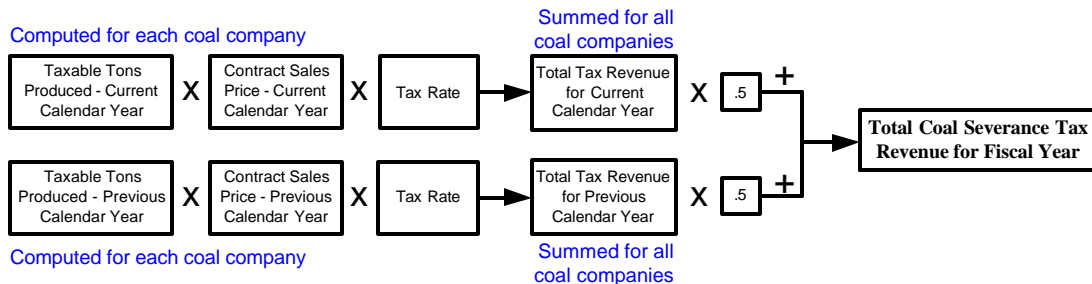 Computed for each coal company
Summed for all
coal companies
Taxable Tons
Produced - Current
Calendar Year
X
Contract Sales
Price - Current
Calendar Year
X
Tax Rate
Total Tax Revenue
for Current
Calendar Year
X
.5
+
Total Coal Severance Tax
Revenue for Fiscal Year
Taxable Tons
Produced - Previous
Calendar Year
X
Contract Sales
Price - Previous
Calendar Year
X
Tax Rate
Total Tax Revenue
for Previous
Calendar Year
X
.5
+
Computed for each coal company
Summed for all
coal companies